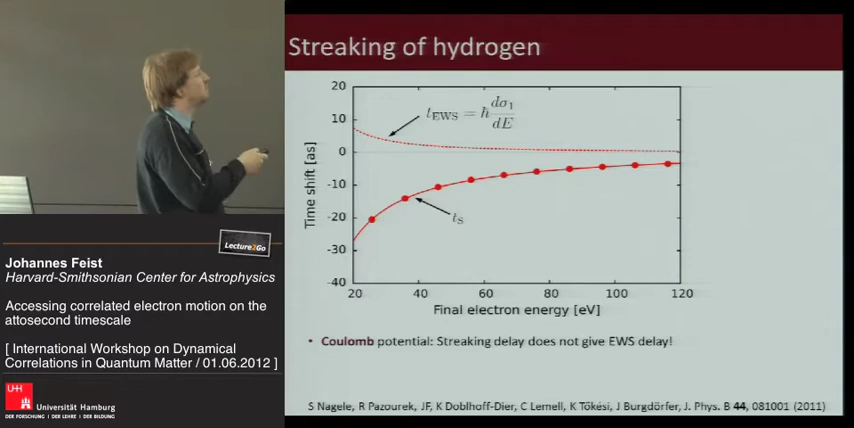 Streaking of hydrogen
20
10
0
-10
-20
-30
-40
Time shift [as]
t_EWS = ħ dσ₁/dE
t_S
20 40 60 80 100 120
Final electron energy [eV]
• Coulomb potential: Streaking delay does not give EWS delay!
S Nagele, R Pazourek, JF, K Doblhoff-Dier, C Lemell, K Tőkési, J Burgdörfer, J. Phys. B 44, 081001 (2011)
Lecture2Go
Johannes Feist
Harvard-Smithsonian Center for Astrophysics
Accessing correlated electron motion on the
attosecond timescale
[ International Workshop on Dynamical
Correlations in Quantum Matter / 01.06.2012 ]
UH
Universität Hamburg
DER FORSCHUNG | DER LEHRE | DER BILDUNG